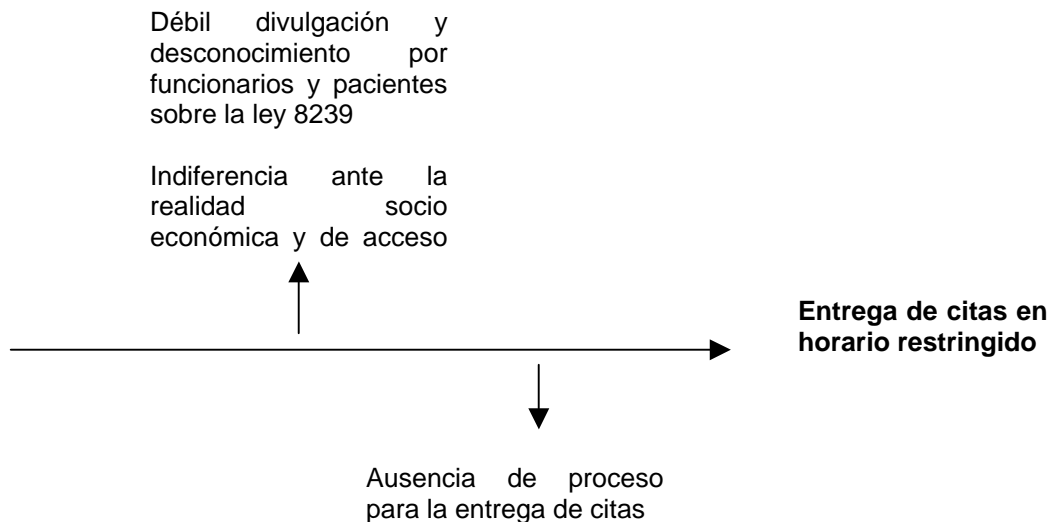 Débil divulgación y
desconocimiento por
funcionarios y pacientes
sobre la ley 8239
Indiferencia ante la
realidad socio
económica y de acceso
Entrega de citas en
horario restringido
Ausencia de proceso
para la entrega de citas